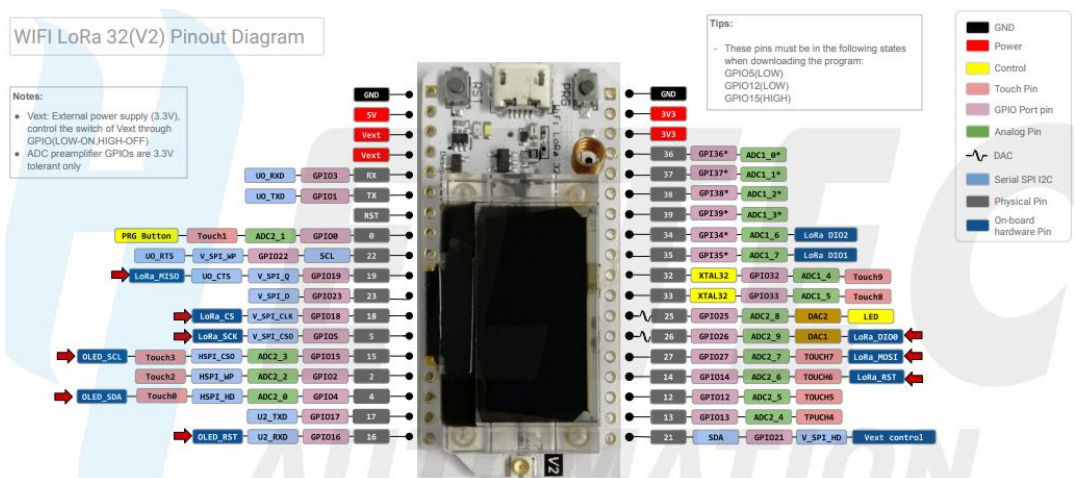 WIFI LoRa 32(V2) Pinout Diagram
Tips:
- These pins must be in the following states
when downloading the program:
GPIO5(LOW)
GPIO12(LOW)
GPIO15(HIGH)
GND
Power
Control
Touch Pin
GPIO Port pin
Analog Pin
DAC
Serial SPI I2C
Physical Pin
On-board
hardware Pin
Notes:
• Vext: External power supply (3.3V),
control the switch of Vext through
GPIO(LOW-ON,HIGH-OFF)
• ADC preamplifier GPIOs are 3.3V
tolerant only
GND
5V
Vext
Vext
UO_RXD GPIO3 RX
UO_TXD GPIO1 TX
RST
PRG Button Touch1 ADC2_1 GPIO0 0
UO_RTS V_SPI_WP GPIO22 SCL 22
LoRa_MISO UO_CTS V_SPI_Q GPIO19 19
V_SPI_D GPIO23 23
LoRa_CS V_SPI_CLK GPIO18 18
LoRa_SCK V_SPI_CSO GPIO5 5
OLED_SCL Touch3 HSPI_CSO ADC2_3 GPIO15 15
Touch2 HSPI_WP ADC2_2 GPIO2 2
OLED_SDA Touch0 HSPI_HD ADC2_0 GPIO4 4
U2_TXD GPIO17 17
OLED_RST U2_RXD GPIO16 16
RST
PRG
WiFi LoRa 32
V2
GND
3V3
3V3
36 GPI36* ADC1_0*
37 GPI37* ADC1_1*
38 GPI38* ADC1_2*
39 GPI39* ADC1_3*
34 GPI34* ADC1_6 LoRa DIO2
35 GPI35* ADC1_7 LoRa DIO1
32 XTAL32 GPIO32 ADC1_4 Touch9
33 XTAL32 GPIO33 ADC1_5 Touch8
25 GPIO25 ADC2_8 DAC2 LED
26 GPIO26 ADC2_9 DAC1 LoRa_DIO0
27 GPIO27 ADC2_7 TOUCH7 LoRa_MOSI
14 GPIO14 ADC2_6 TOUCH6 LoRa_RST
12 GPIO12 ADC2_5 TOUCH5
13 GPIO13 ADC2_4 TPUCH4
21 SDA GPIO21 V_SPI_HD Vext control
AUTOMATION